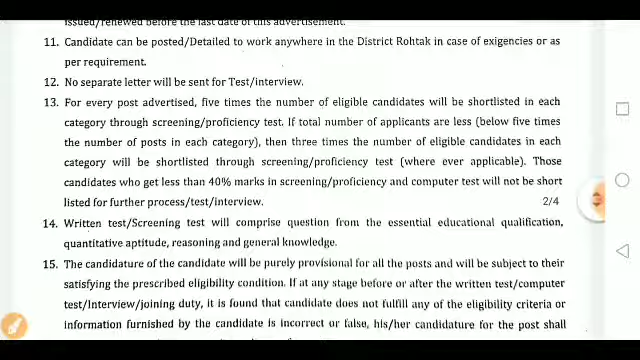 issued/renewed before the last date of this advertisement.
11. Candidate can be posted/Detailed to work anywhere in the District Rohtak in case of exigencies or as
per requirement.
12. No separate letter will be sent for Test/interview.
13. For every post advertised, five times the number of eligible candidates will be shortlisted in each
category through screening/proficiency test. If total number of applicants are less (below five times
the number of posts in each category), then three times the number of eligible candidates in each
category will be shortlisted through screening/proficiency test (where ever applicable). Those
candidates who get less than 40% marks in screening/proficiency and computer test will not be short
listed for further process/test/interview.
2/4
14. Written test/Screening test will comprise question from the essential educational qualification,
quantitative aptitude, reasoning and general knowledge.
15. The candidature of the candidate will be purely provisional for all the posts and will be subject to their
satisfying the prescribed eligibility condition. If at any stage before or after the written test/computer
test/Interview/joining duty, it is found that candidate does not fulfill any of the eligibility criteria or
information furnished by the candidate is incorrect or false, his/her candidature for the post shall